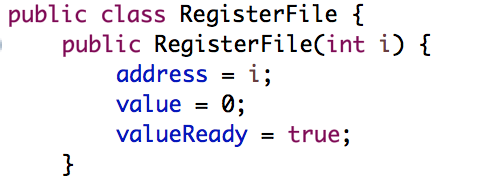 public class RegisterFile {
    public RegisterFile(int i) {
        address = i;
        value = 0;
        valueReady = true;
    }